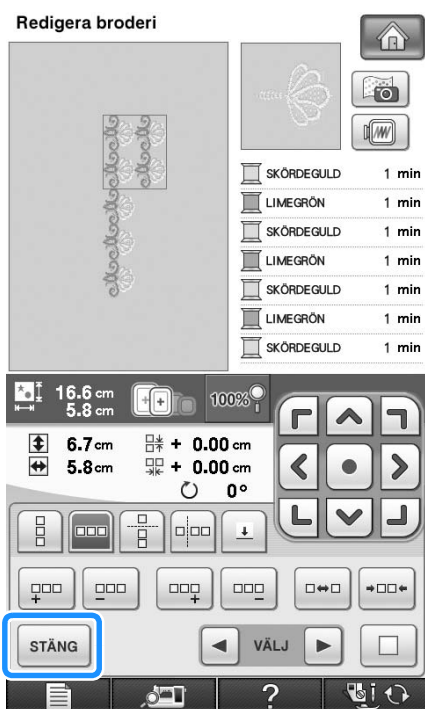 Redigera broderi
SKÖRDEGULD 1 min
LIMEGRÖN 1 min
SKÖRDEGULD 1 min
LIMEGRÖN 1 min
SKÖRDEGULD 1 min
LIMEGRÖN 1 min
SKÖRDEGULD 1 min
16.6 cm
5.8 cm
100%
6.7 cm + 0.00 cm
5.8 cm + 0.00 cm
0°
STÄNG VÄLJ
?